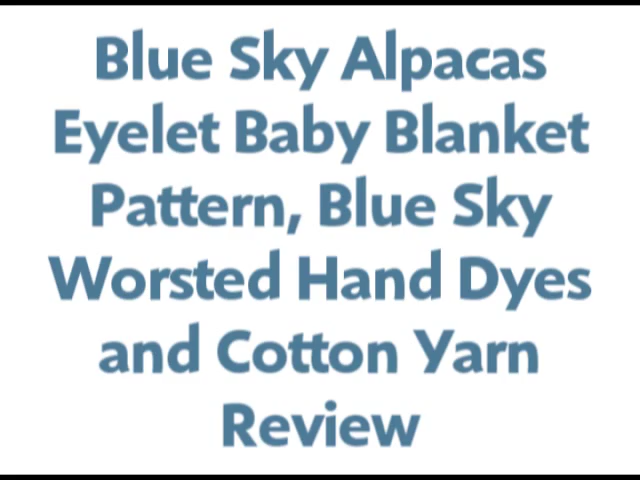 Blue Sky Alpacas
Eyelet Baby Blanket
Pattern, Blue Sky
Worsted Hand Dyes
and Cotton Yarn
Review